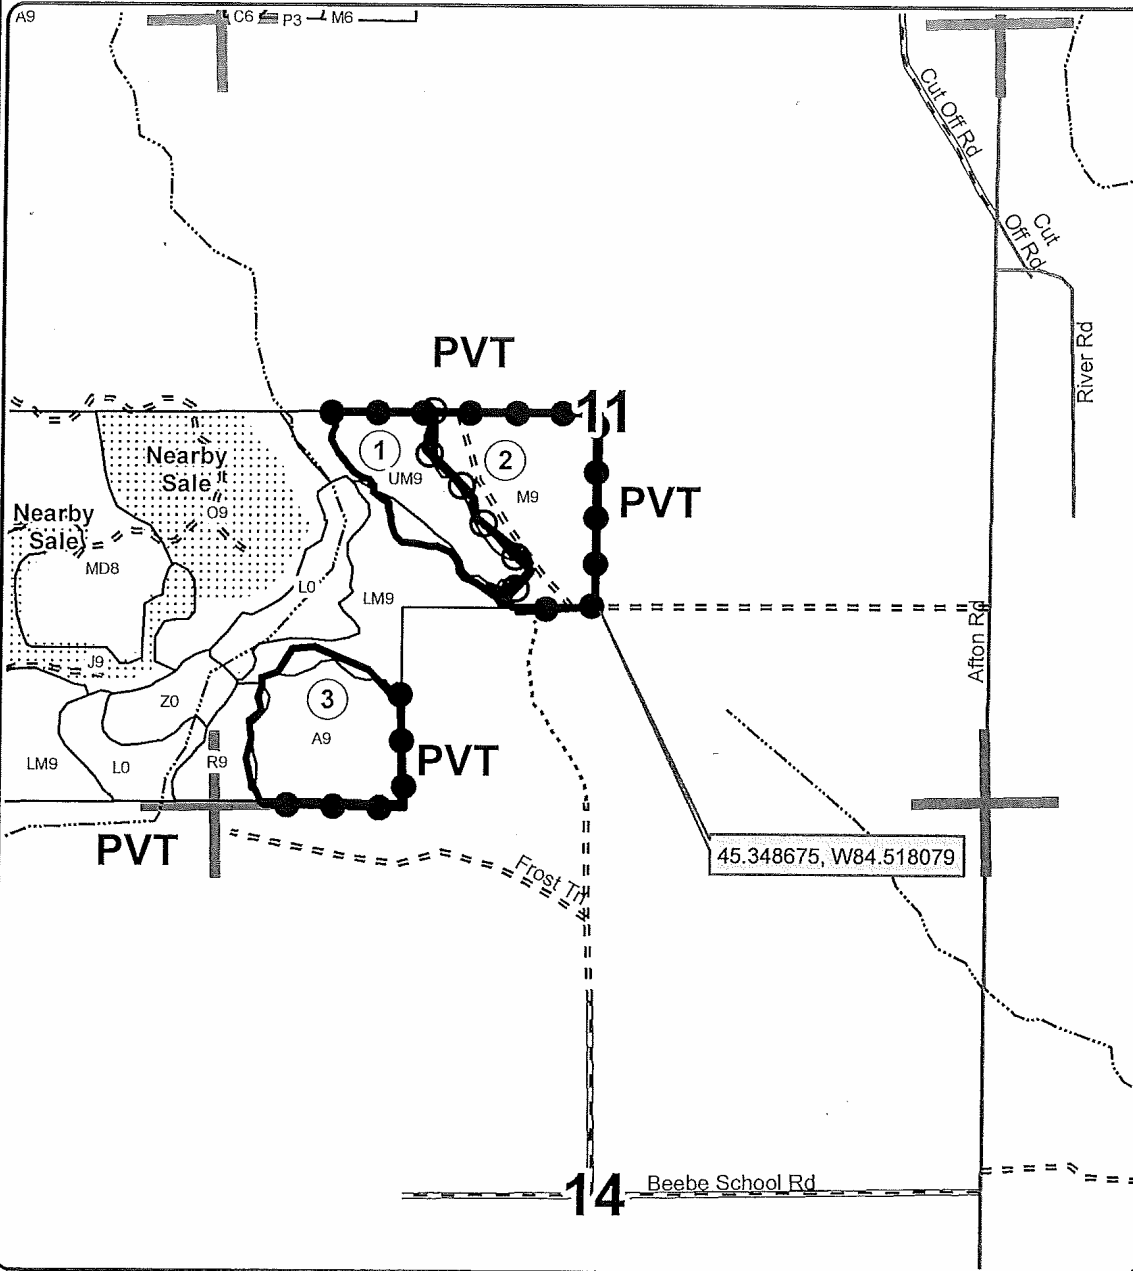 A9
C6
P3
M6
Cut Off Rd
Cut
Off Rd
River Rd
PVT
11
1
UM9
2
M9
PVT
Nearby
Sale
O9
Nearby
Sale
MD8
L0
LM9
J9
Z0
3
A9
LM9
L0
R9
PVT
Afton Rd
PVT
Frost Trl
45.348675, W84.518079
14
Beebe School Rd